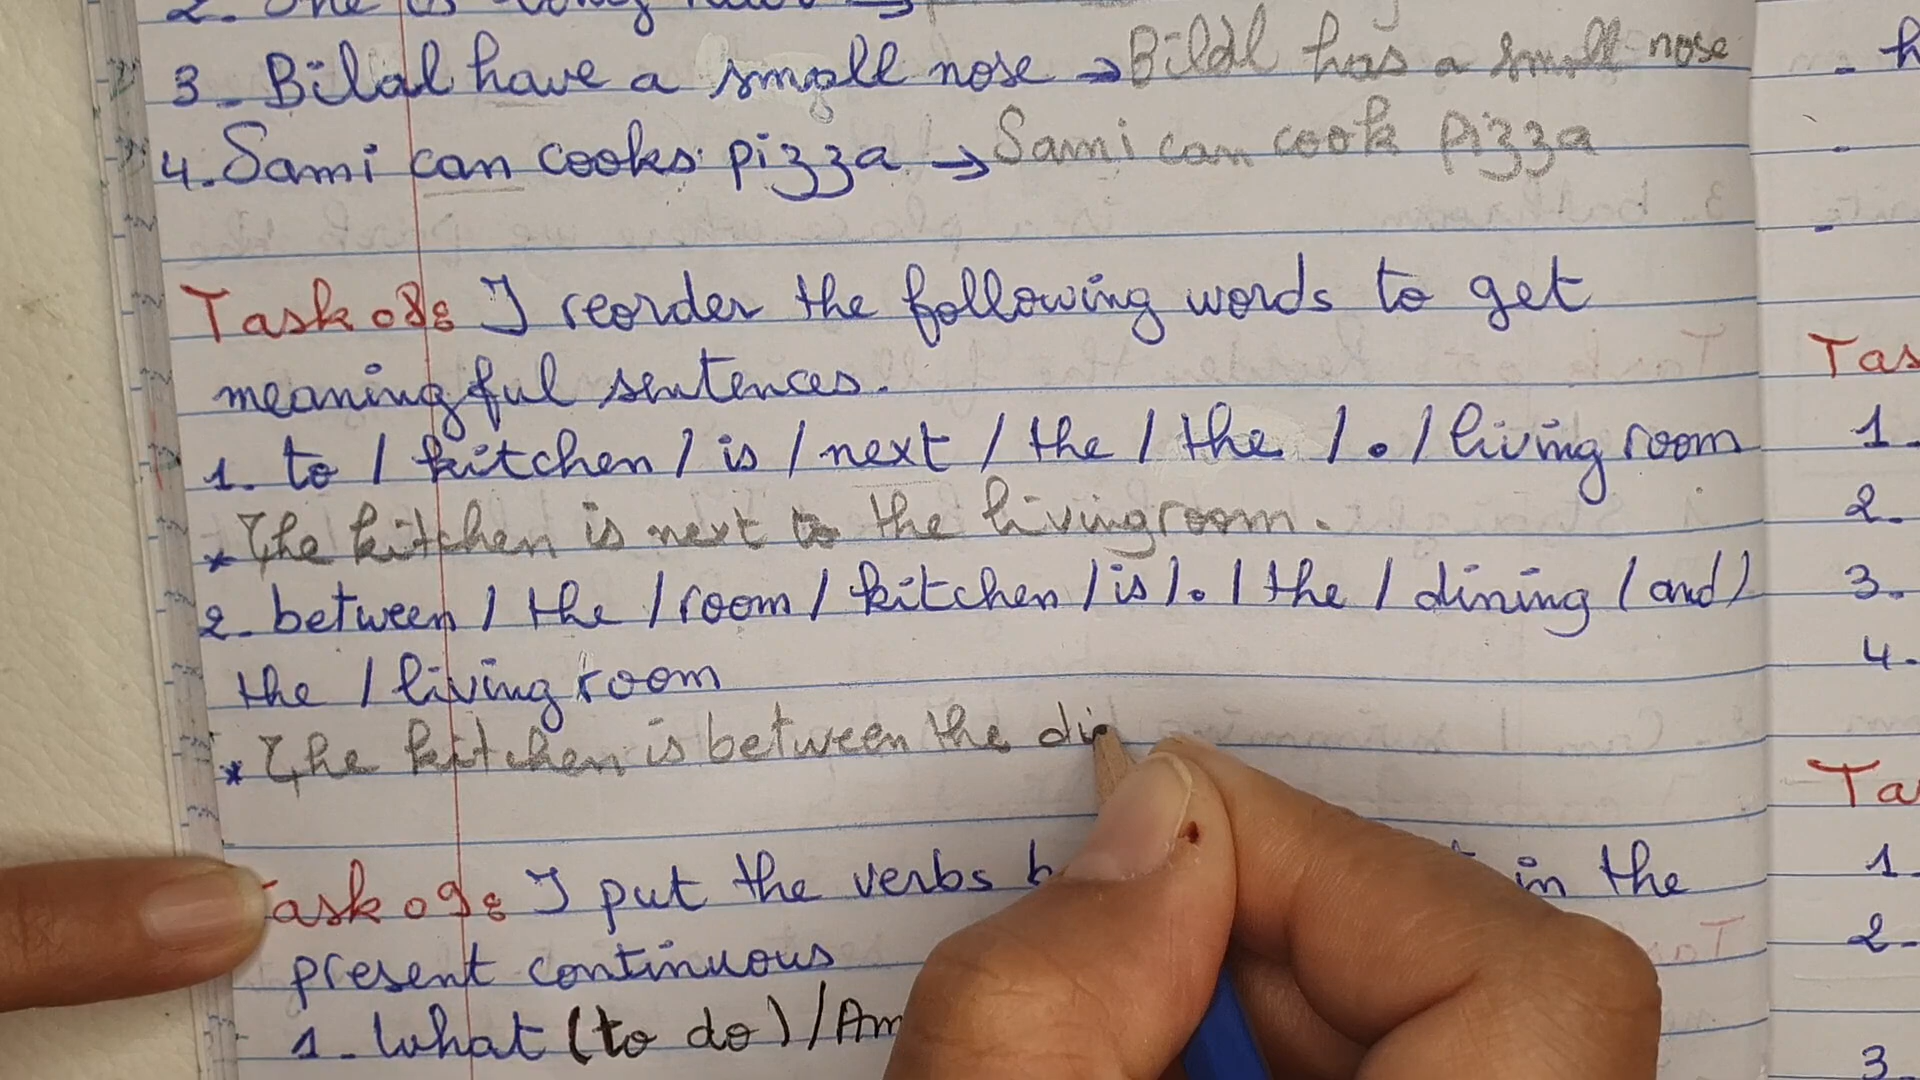 3_ Bilal have a small nose → Bilal has a small nose
4. Sami can cooks pizza → Sami can cook pizza
Task 08: I reorder the following words to get
meaningful sentences.
1. to / kitchen / is / next / the / the / . / living room
* The kitchen is next to the living room.
2_ between / the / room / kitchen / is / . / the / dining / and /
the / living room
* The kitchen is between the di
Task 09: I put the verbs b in the
present continuous
1_ What (to do) / Am
Tas
1.
2.
3.
4.
Ta
1.
2-
3.